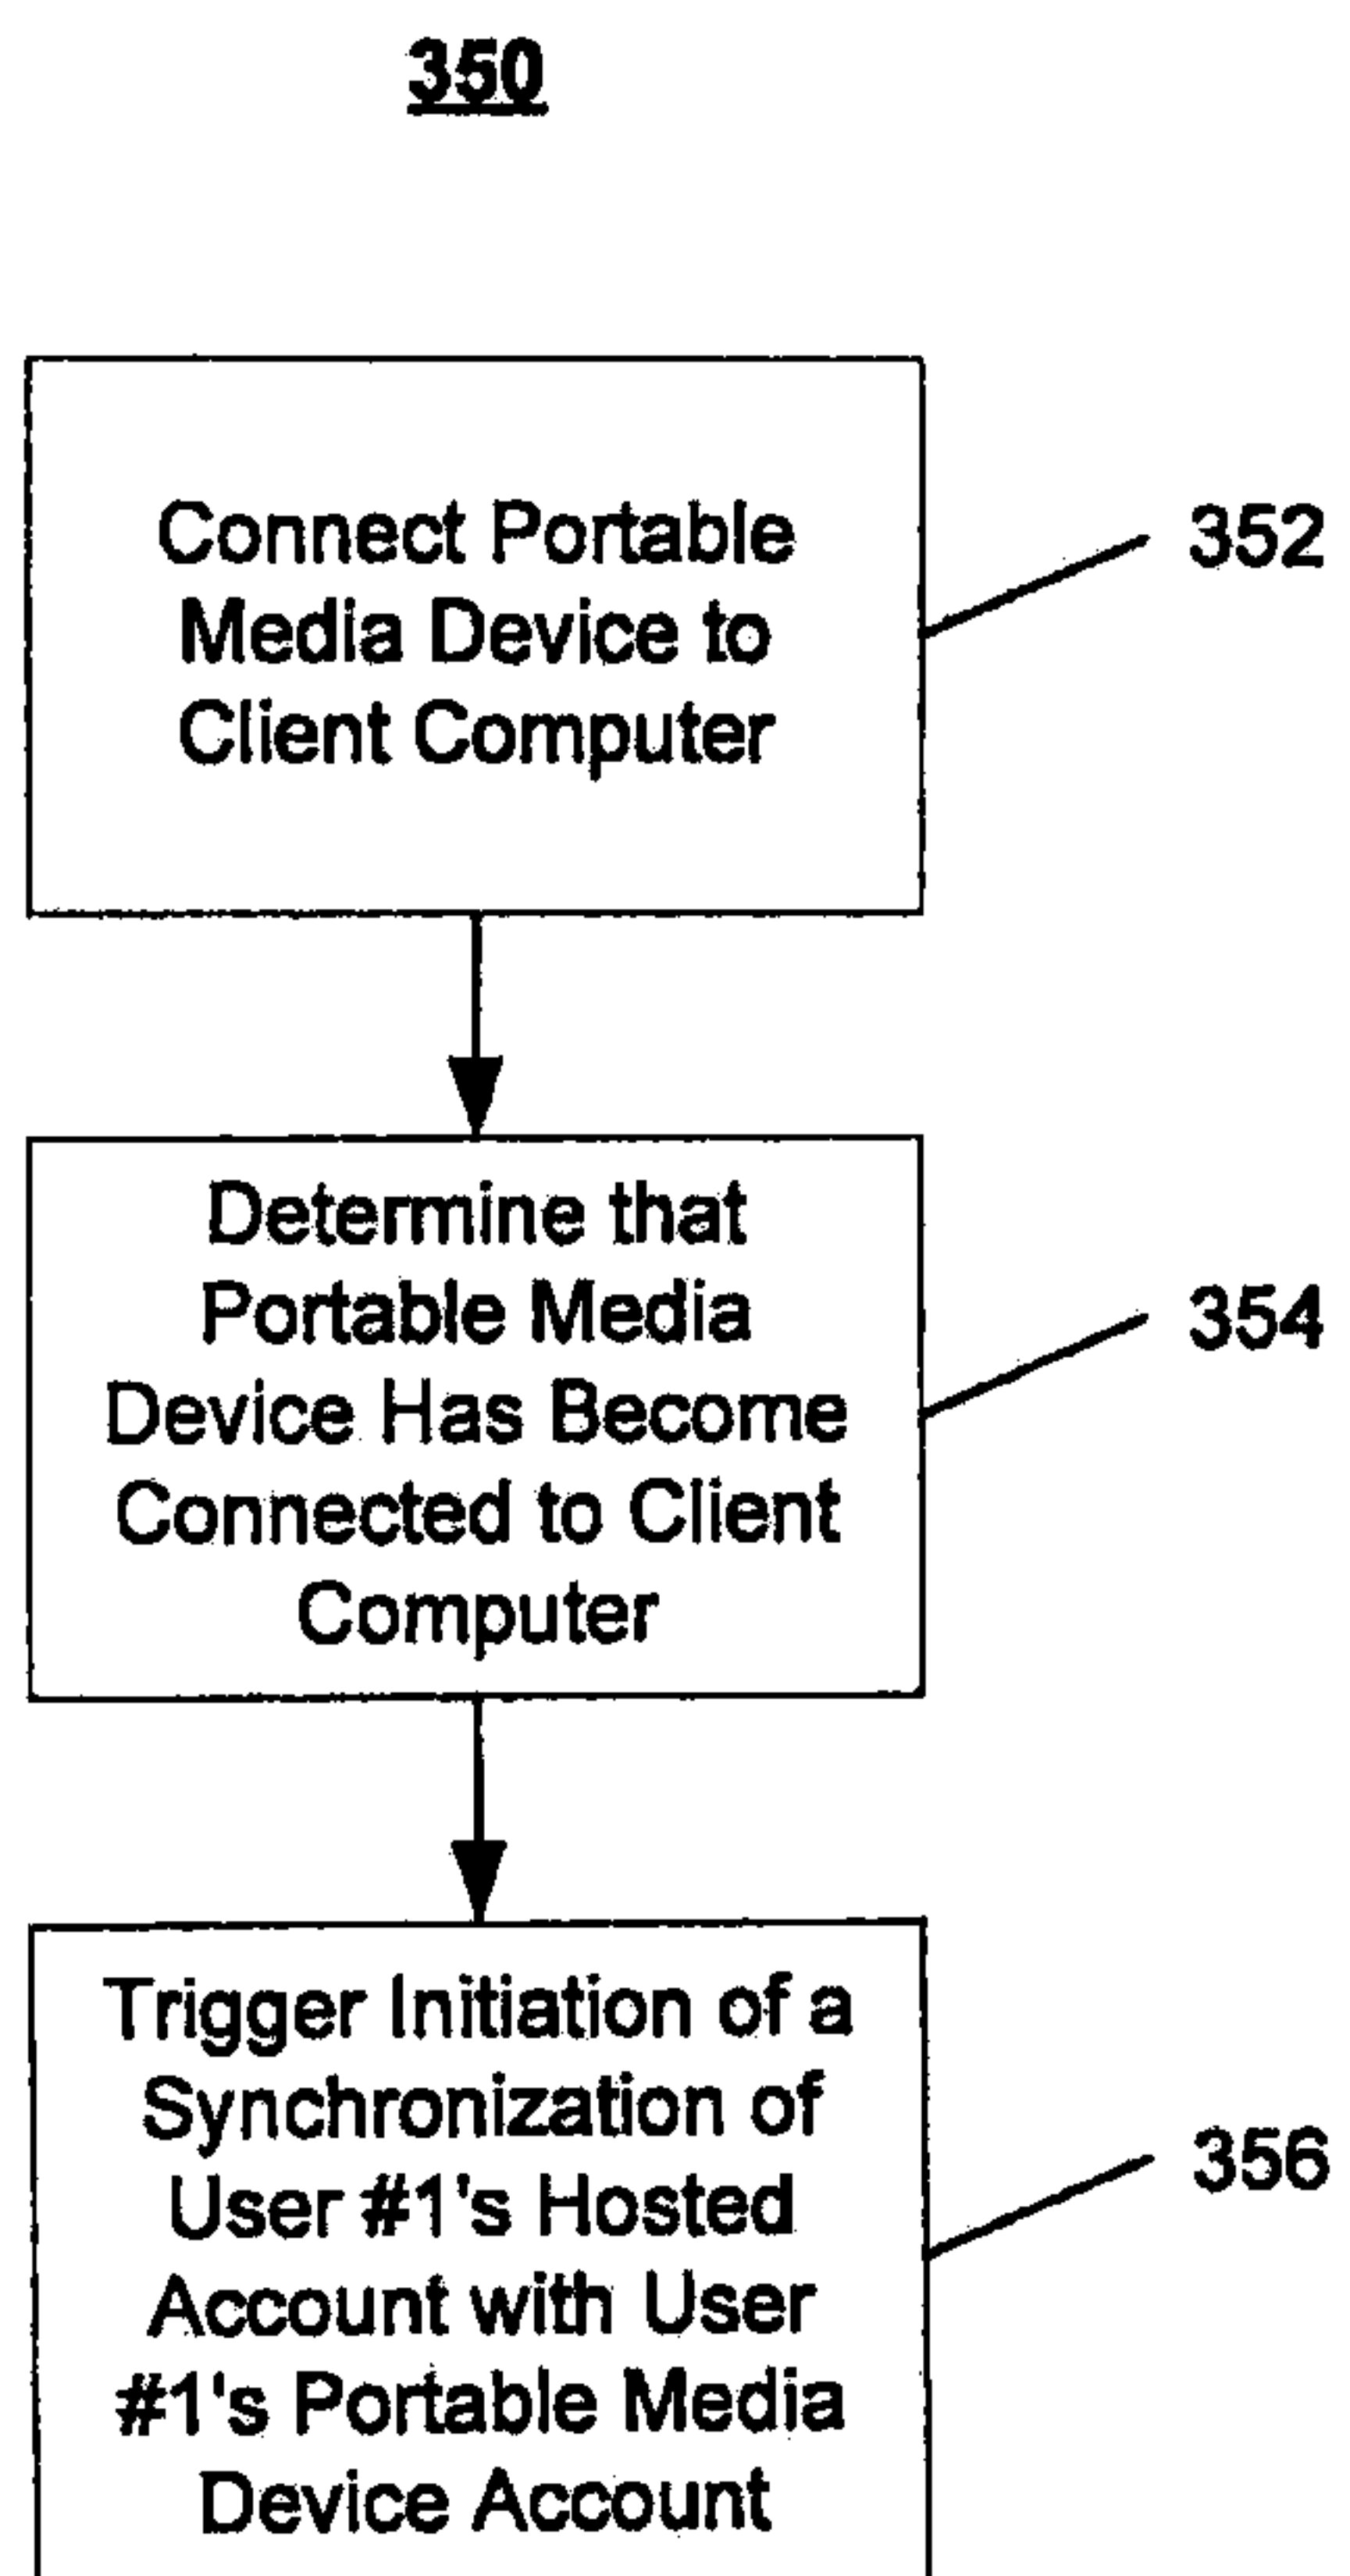 350
Connect Portable
Media Device to
Client Computer
352
Determine that
Portable Media
Device Has Become
Connected to Client
Computer
354
Trigger Initiation of a
Synchronization of
User #1's Hosted
Account with User
#1's Portable Media
Device Account
356